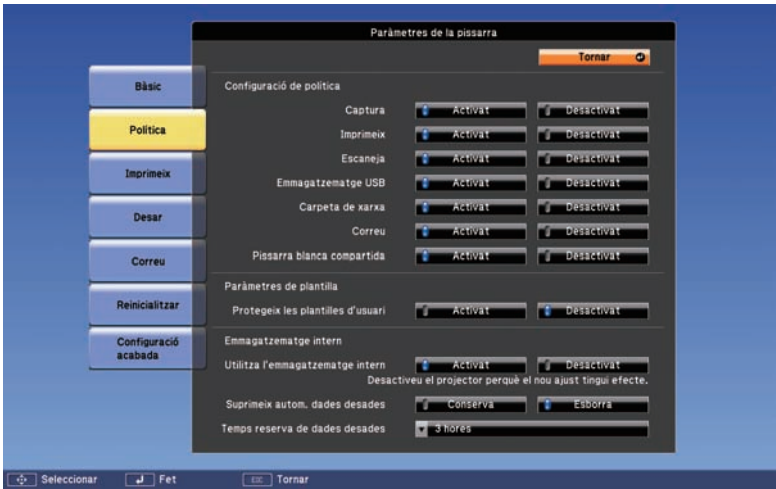 Paràmetres de la pissarra
Tornar
Bàsic
Política
Imprimeix
Desar
Correu
Reinicialitzar
Configuració
acabada
Configuració de política
Captura Activat Desactivat
Imprimeix Activat Desactivat
Escaneja Activat Desactivat
Emmagatzematge USB Activat Desactivat
Carpeta de xarxa Activat Desactivat
Correu Activat Desactivat
Pissarra blanca compartida Activat Desactivat
Paràmetres de plantilla
Protegeix les plantilles d'usuari Activat Desactivat
Emmagatzematge intern
Utilitza l'emmagatzematge intern Activat Desactivat
Desactiveu el projector perquè el nou ajust tingui efecte.
Suprimeix autom. dades desades Conserva Esborra
Temps reserva de dades desades 3 hores
Seleccionar Fet ESC Tornar